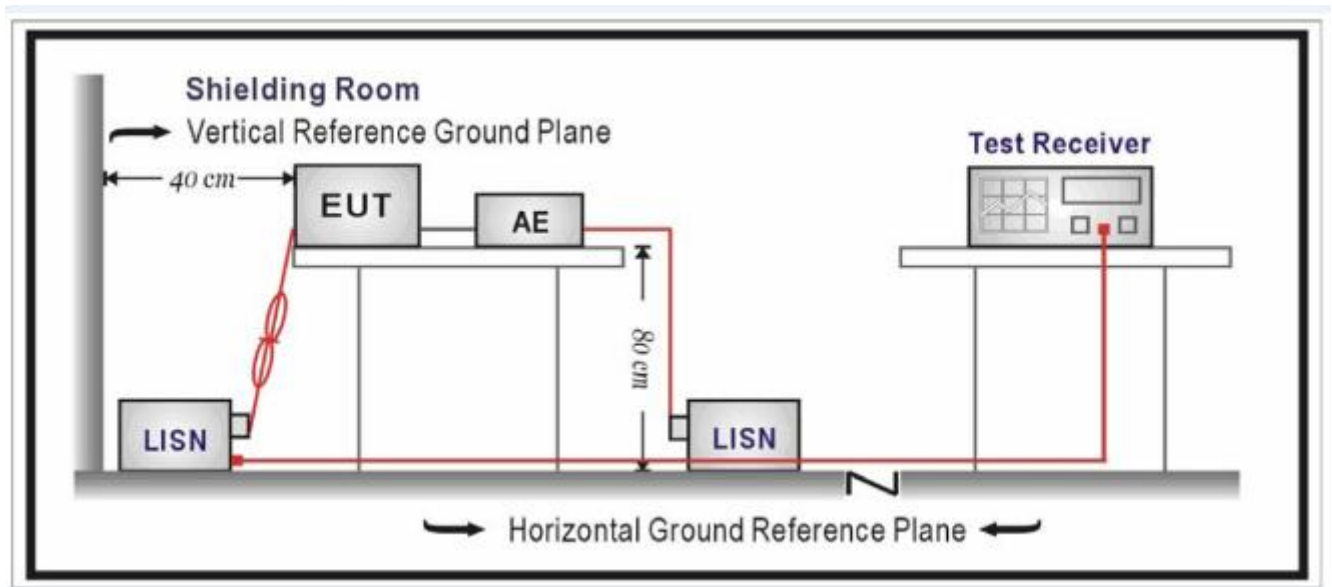 Shielding Room
Vertical Reference Ground Plane
Test Receiver
40 cm
EUT
AE
80 cm
LISN
LISN
Horizontal Ground Reference Plane